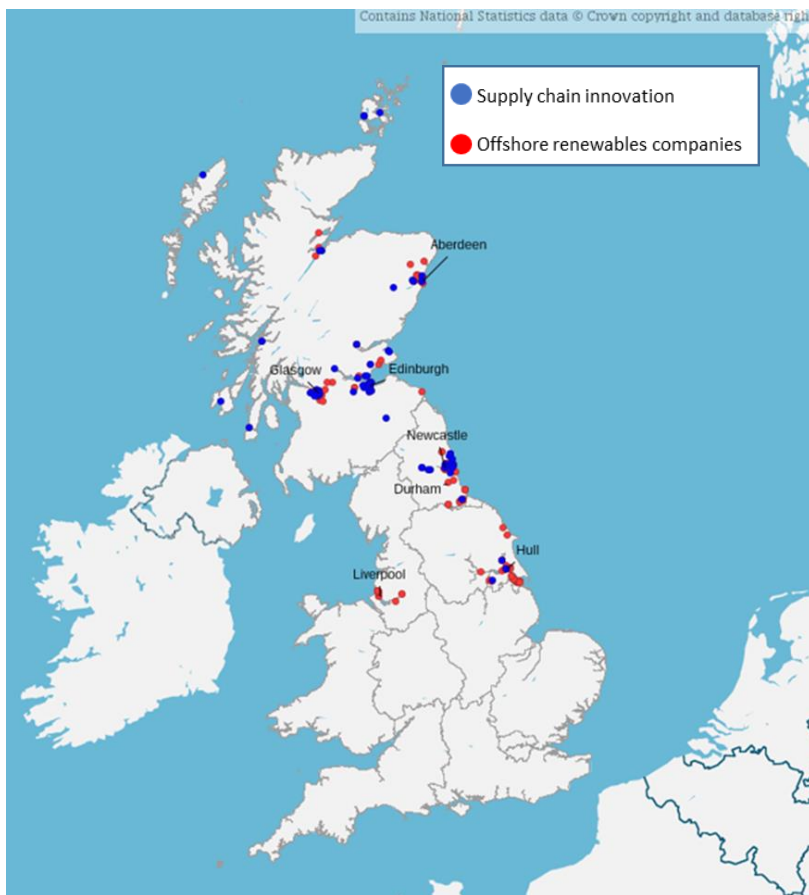 Contains National Statistics data © Crown copyright and database righ
Supply chain innovation
Offshore renewables companies
Aberdeen
Glasgow
Edinburgh
Newcastle
Durham
Hull
Liverpool